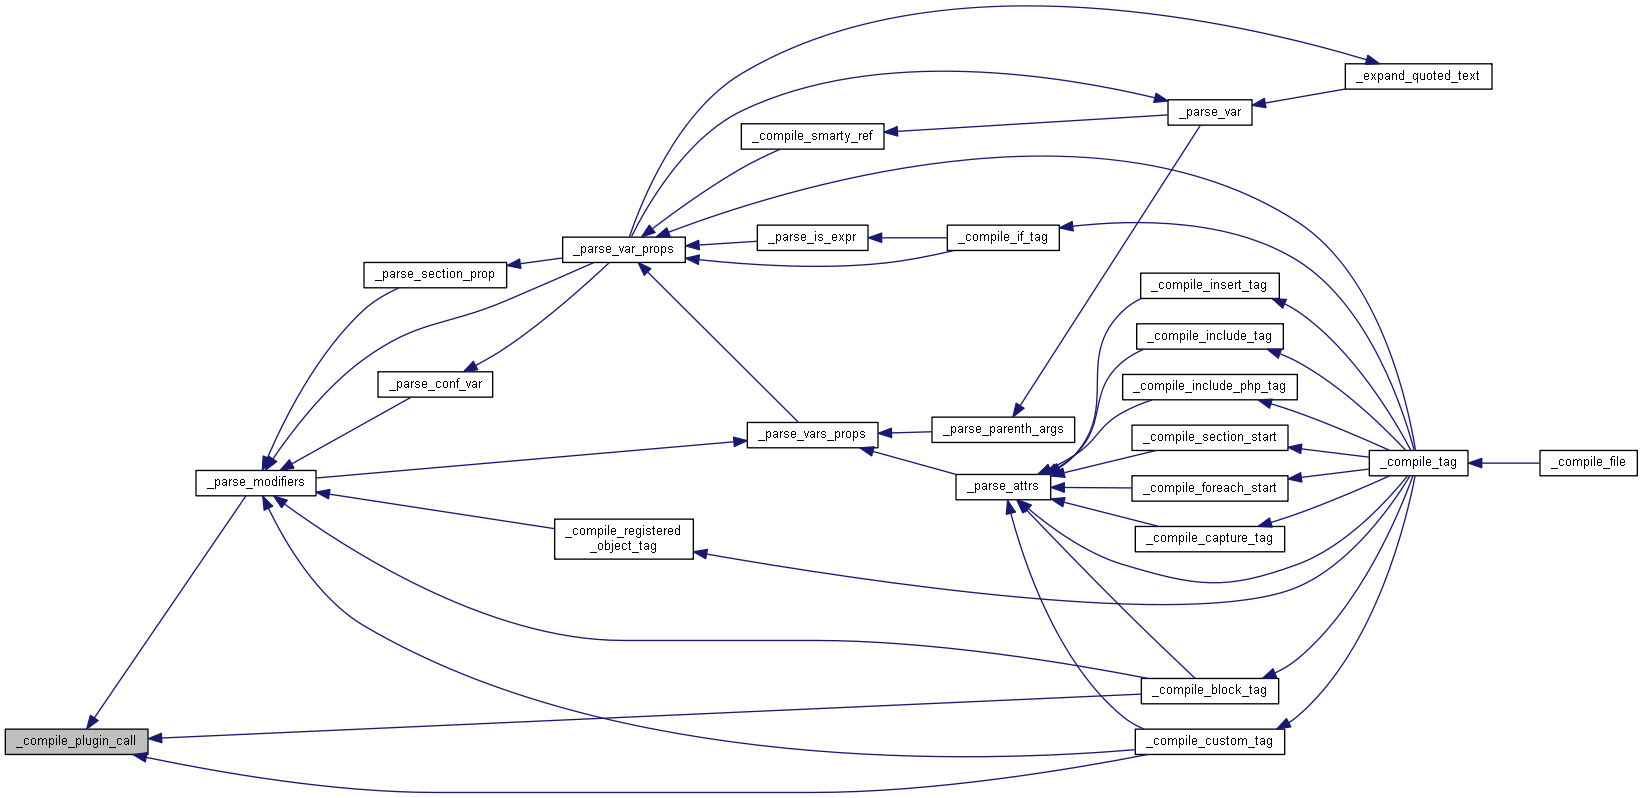 _expand_quoted_text
_parse_var
_compile_smarty_ref
_parse_is_expr
_compile_if_tag
_parse_var_props
_parse_section_prop
_compile_insert_tag
_compile_include_tag
_parse_conf_var
_compile_include_php_tag
_parse_vars_props
_parse_parenth_args
_compile_section_start
_compile_tag
_compile_file
_parse_modifiers
_parse_attrs
_compile_foreach_start
_compile_registered
_object_tag
_compile_capture_tag
_compile_block_tag
_compile_plugin_call
_compile_custom_tag